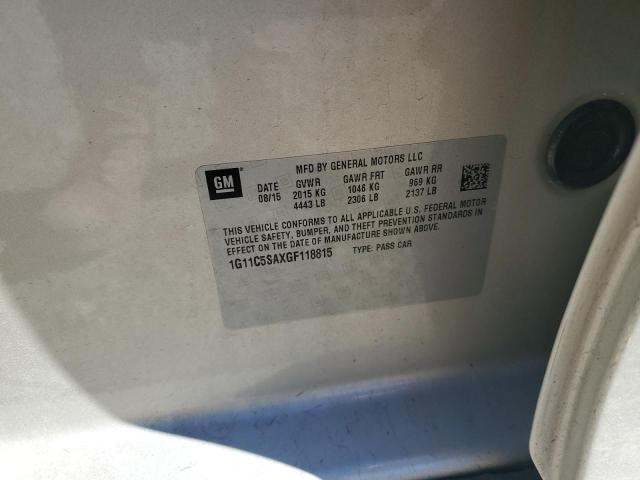 MFD BY GENERAL MOTORS LLC
GM
DATE GVWR GAWR FRT GAWR RR
08/15 2015 KG 1046 KG 969 KG
4443 LB 2306 LB 2137 LB
THIS VEHICLE CONFORMS TO ALL APPLICABLE U.S. FEDERAL MOTOR
VEHICLE SAFETY, BUMPER, AND THEFT PREVENTION STANDARDS IN
EFFECT ON THE DATE OF MANUFACTURE SHOWN ABOVE.
1G11C5SAXGF118815 TYPE: PASS CAR